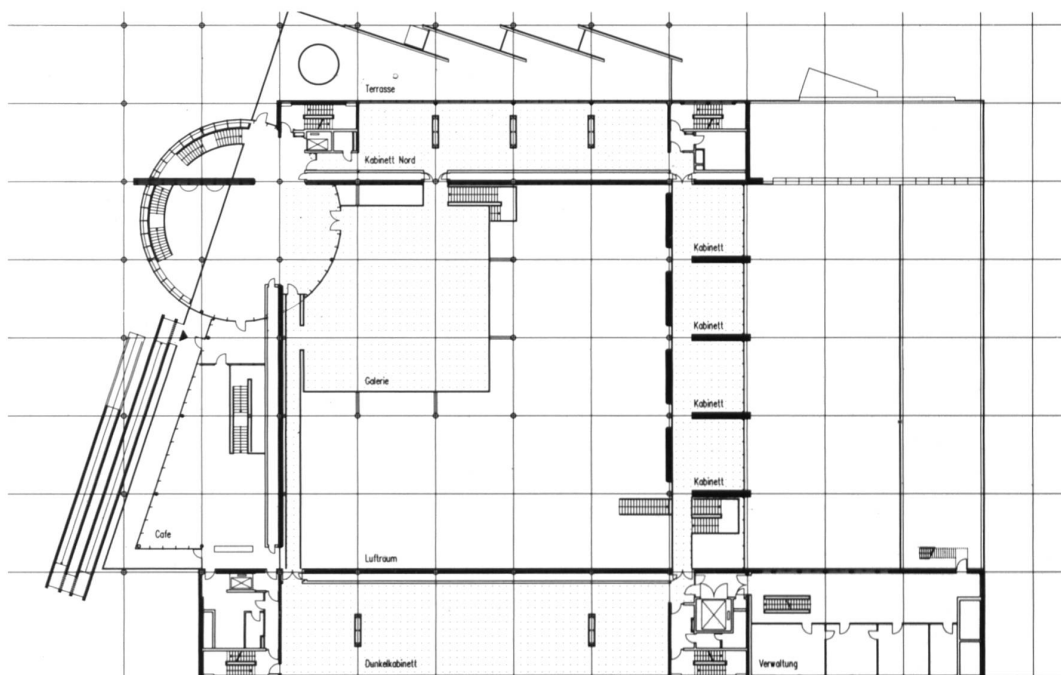 Terrasse
Kabinett Nord
Kabinett
Kabinett
Galerie
Kabinett
Kabinett
Cafe
Luftraum
Dunkelkabinett
Verwaltung